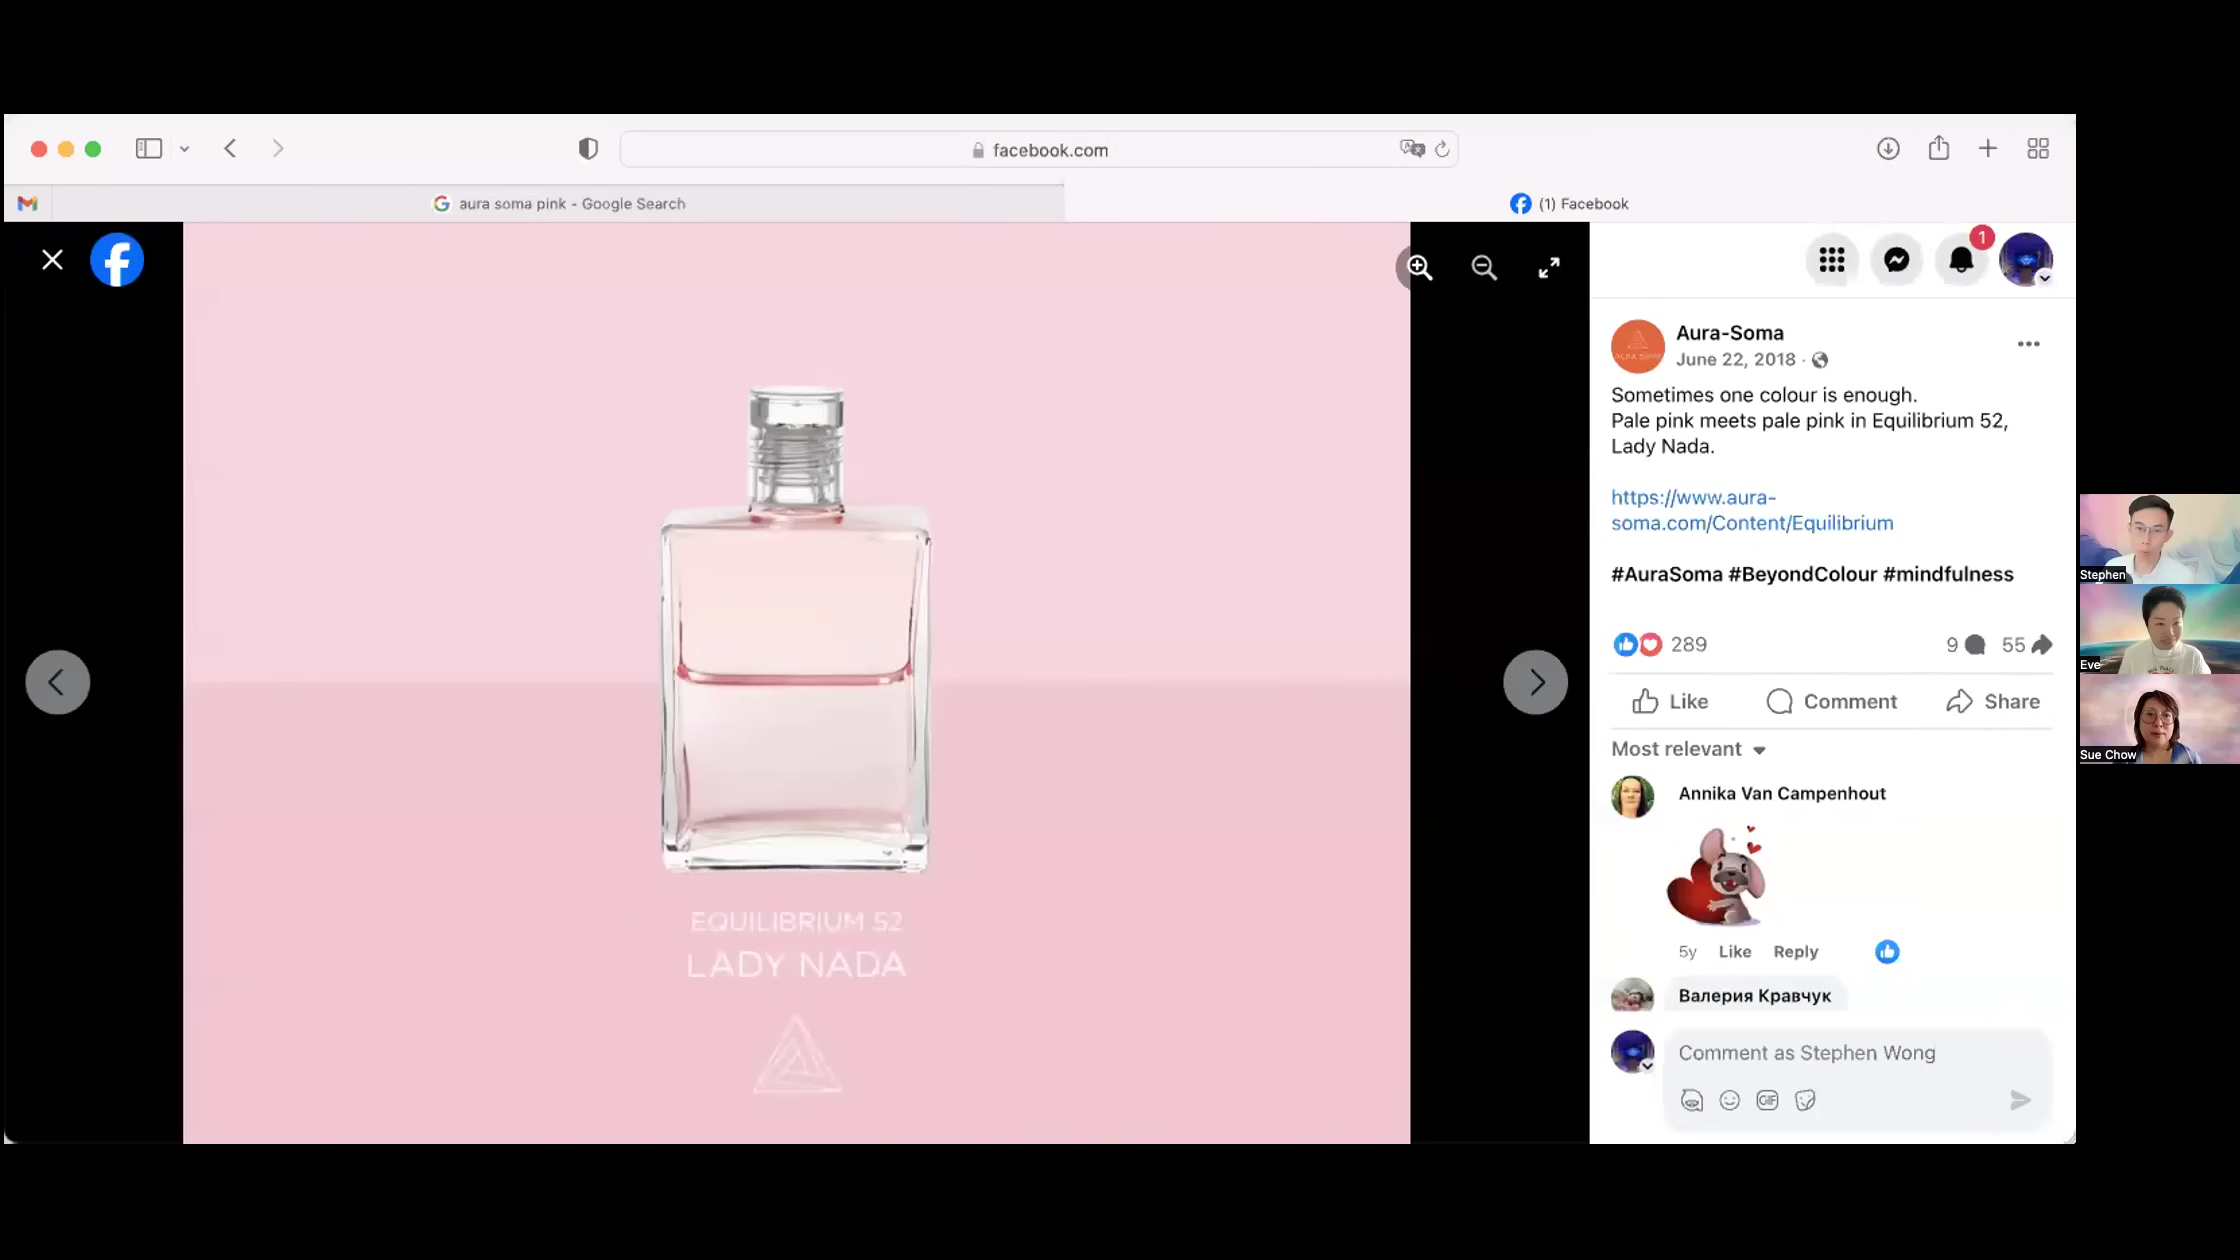 facebook.com
aura soma pink - Google Search
(1) Facebook
1
Aura-Soma
June 22, 2018 ·
Sometimes one colour is enough.
Pale pink meets pale pink in Equilibrium 52,
Lady Nada.
https://www.aura-
soma.com/Content/Equilibrium
#AuraSoma #BeyondColour #mindfulness
289
9
55
Like
Comment
Share
Most relevant
Annika Van Campenhout
5y
Like
Reply
Валерия Кравчук
Comment as Stephen Wong
GIF
EQUILIBRIUM 52
LADY NADA
Stephen
Eve
Sue Chow